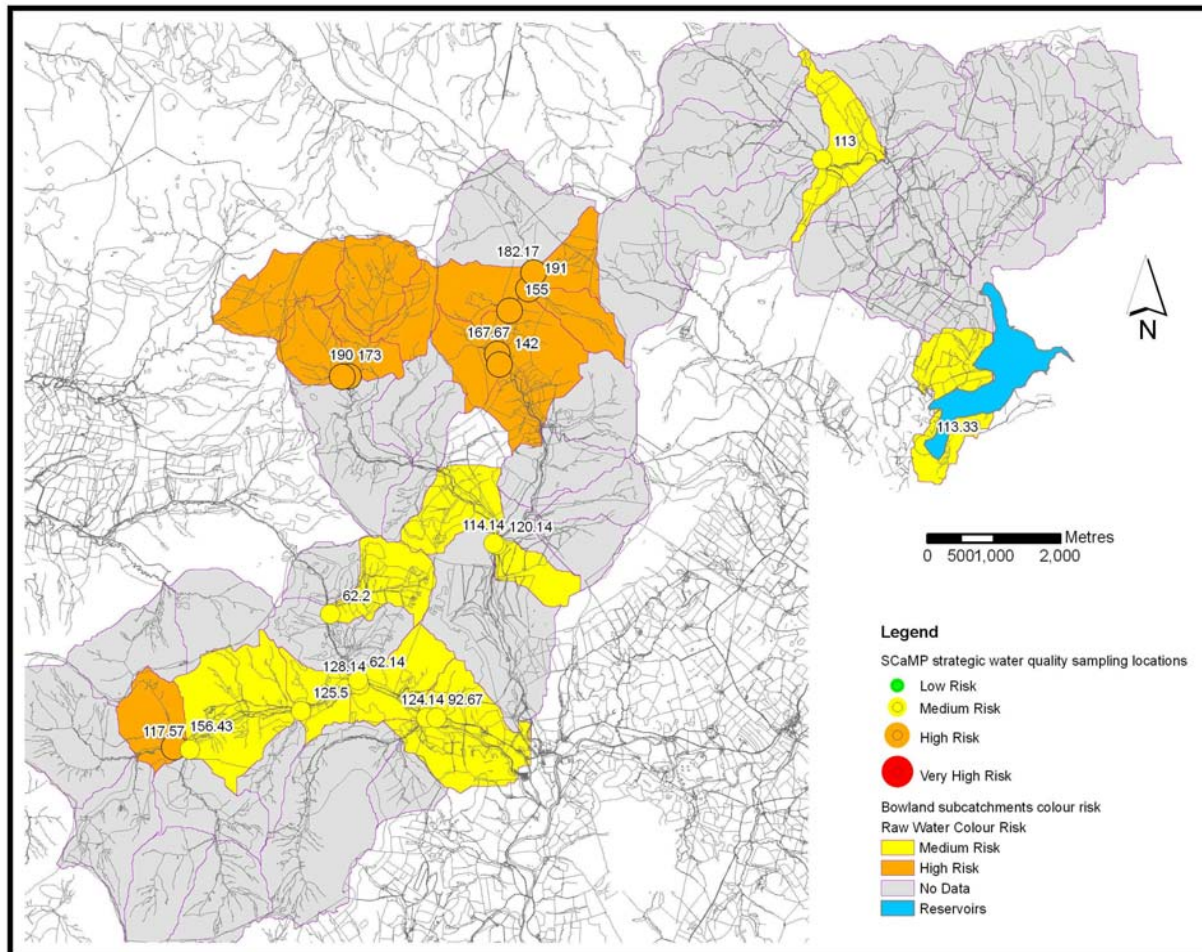 113
182.17
191
155
167.67
142
190 173
113.33
N
114.14 120.14
Metres
0 5001,000 2,000
62.2
128.14 62.14
125.5
124.14 92.67
117.57 156.43
Legend
SCaMP strategic water quality sampling locations
Low Risk
Medium Risk
High Risk
Very High Risk
Bowland subcatchments colour risk
Raw Water Colour Risk
Medium Risk
High Risk
No Data
Reservoirs